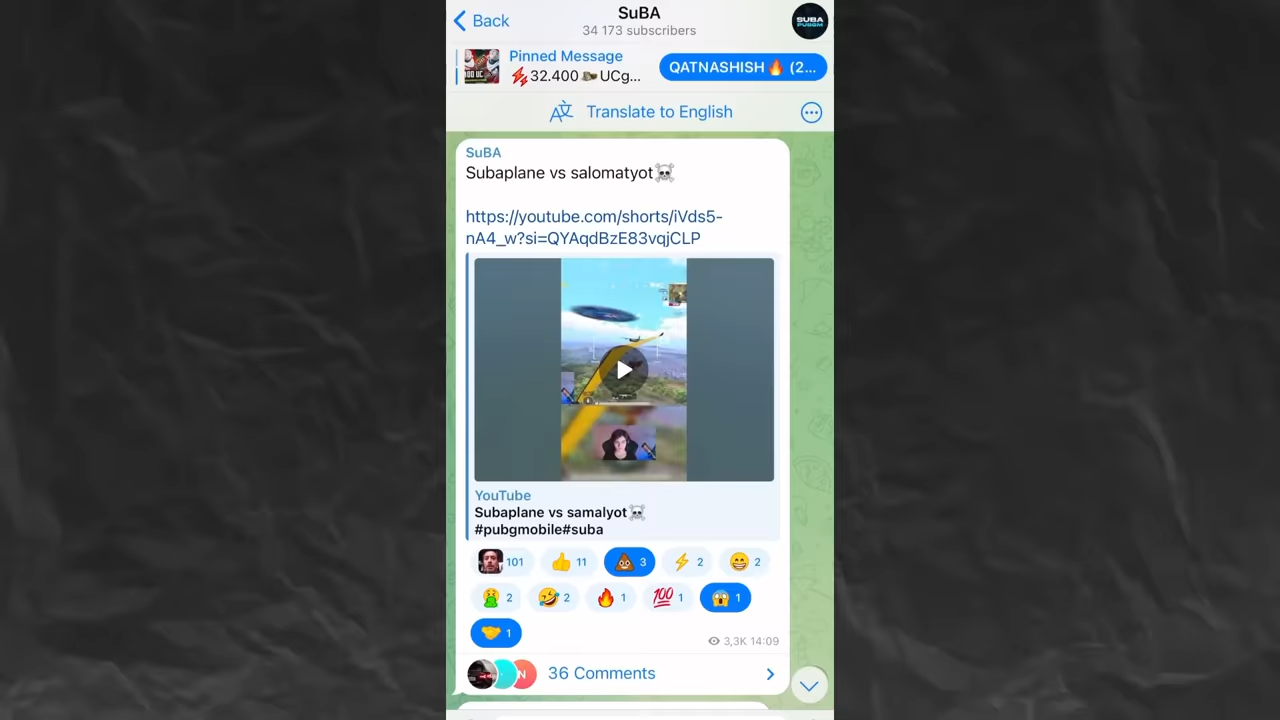 Back
SuBA
34 173 subscribers
SUBA
PUBGM
Pinned Message
⚡32.400👟UCg...
QATNASHISH🔥 (2...
Translate to English
SuBA
Subaplane vs salomatyot☠️
https://youtube.com/shorts/iVds5-
nA4_w?si=QYAqdBzE83vqjCLP
YouTube
Subaplane vs samalyot☠️
#pubgmobile#suba
101 👍 11 💩 3 ⚡ 2 😁 2
🤮 2 🤣 2 🔥 1 💯 1 😱 1
🤝 1
3,3K 14:09
N
36 Comments